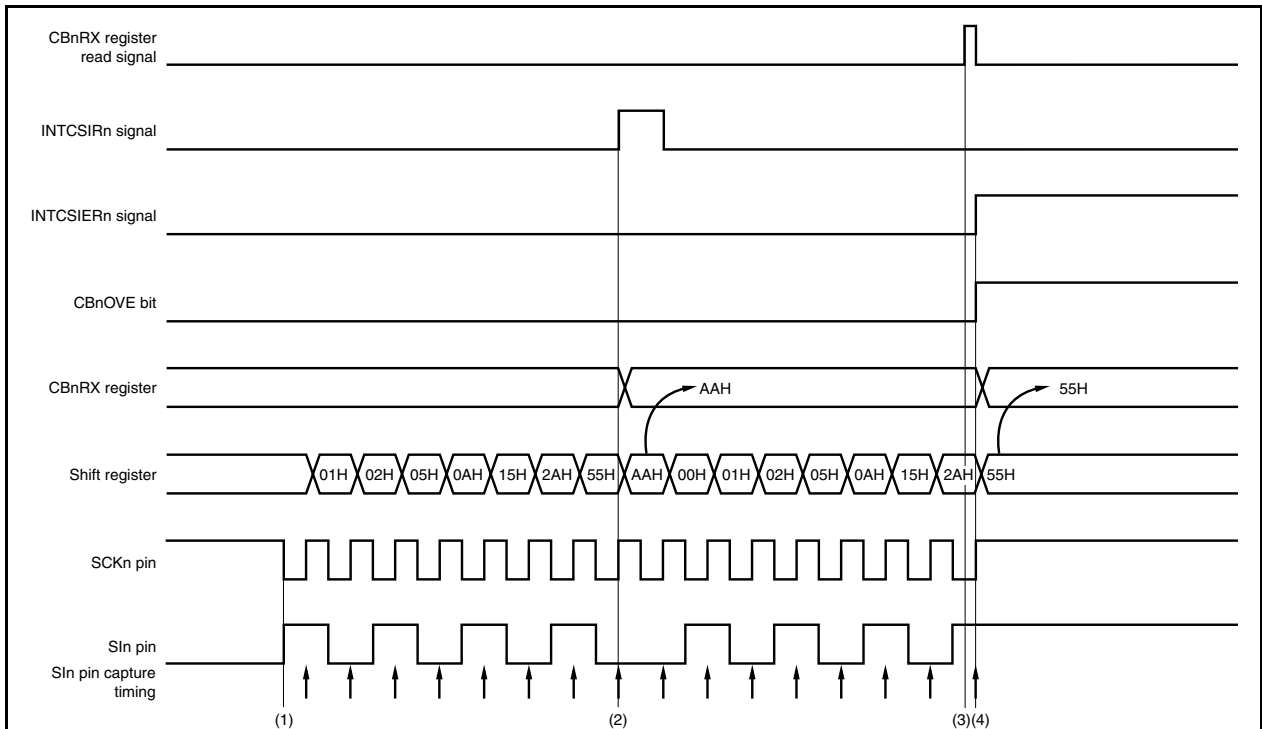 CBnRX register
read signal
INTCSIRn signal
INTCSIERn signal
CBnOVE bit
CBnRX register
AAH
55H
Shift register
01H 02H 05H 0AH 15H 2AH 55H AAH 00H 01H 02H 05H 0AH 15H 2AH 55H
SCKn pin
SIn pin
SIn pin capture
timing
(1) (2) (3)(4)